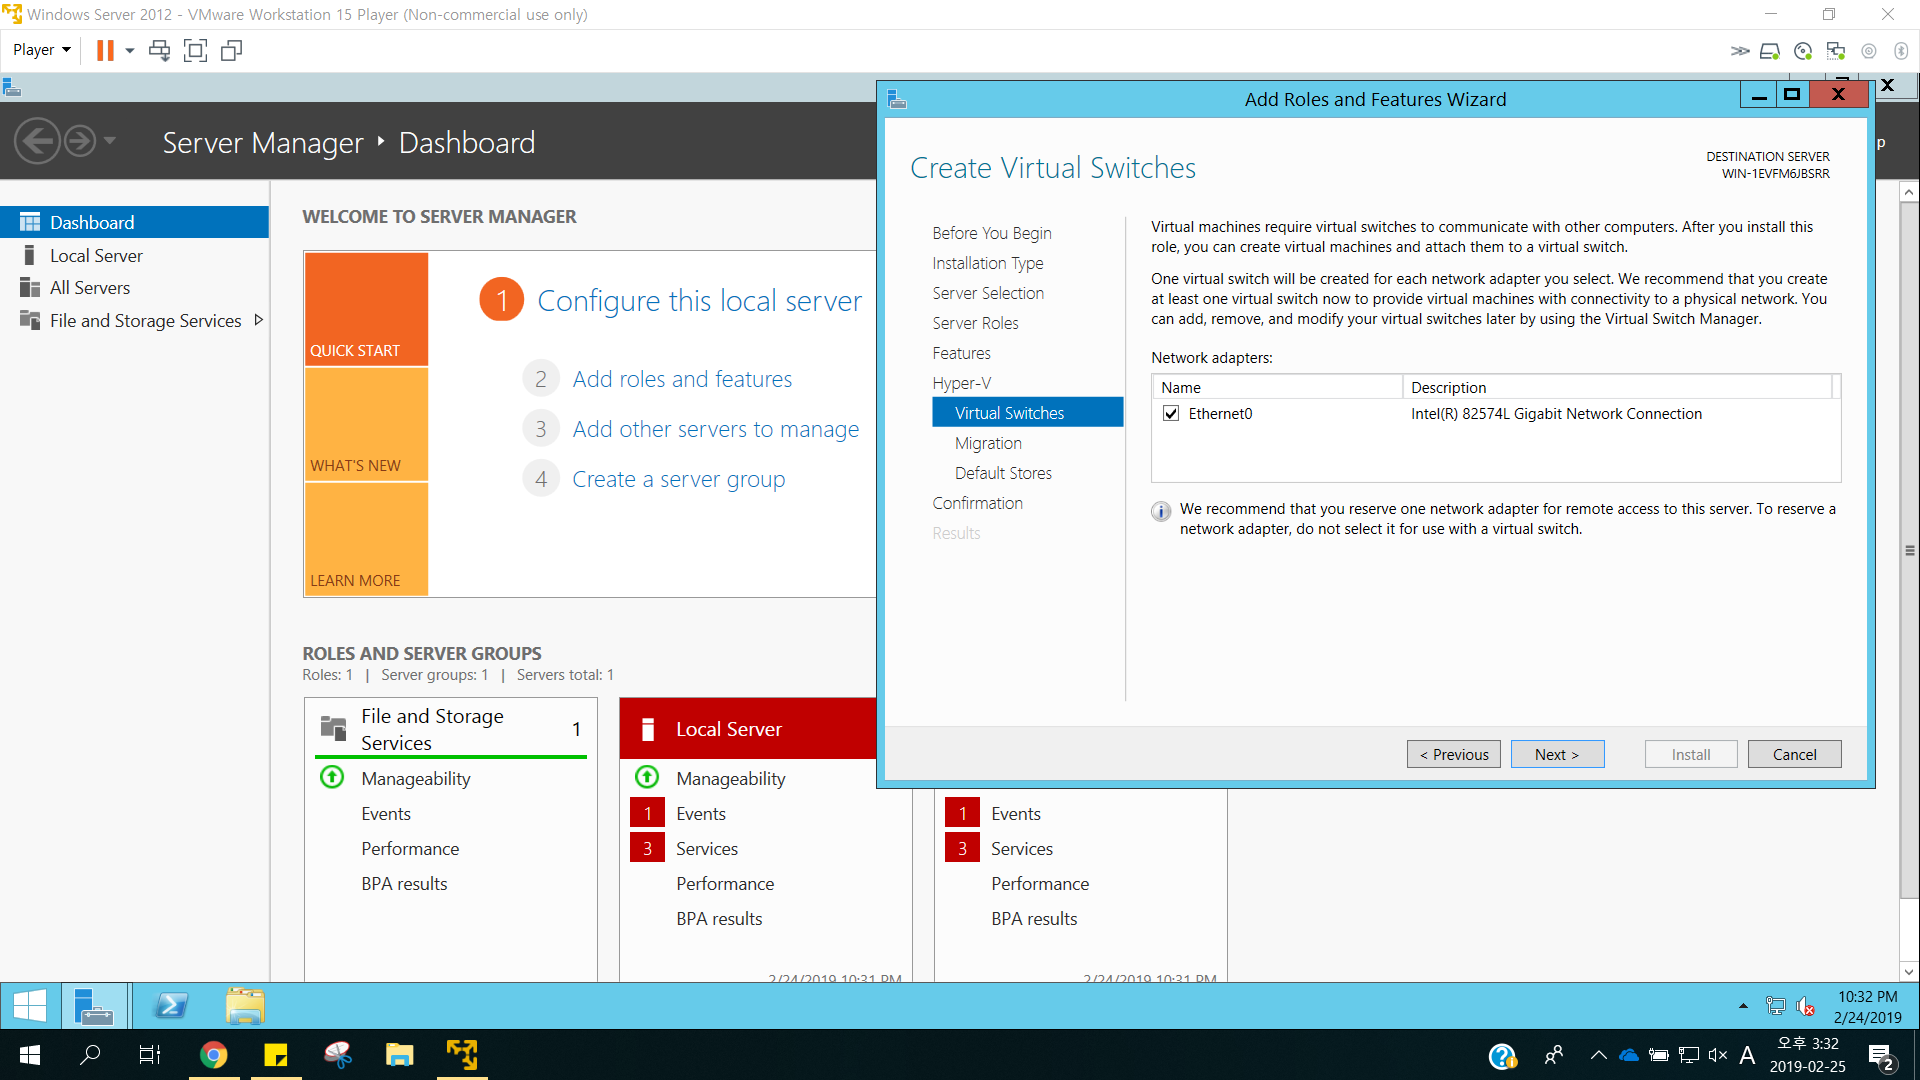 Windows Server 2012 - VMware Workstation 15 Player (Non-commercial use only)
Player
Add Roles and Features Wizard
X
X
Server Manager
Dashboard
p
Dashboard
Local Server
All Servers
File and Storage Services
WELCOME TO SERVER MANAGER
QUICK START
WHAT'S NEW
LEARN MORE
1 Configure this local server
2 Add roles and features
3 Add other servers to manage
4 Create a server group
ROLES AND SERVER GROUPS
Roles: 1 | Server groups: 1 | Servers total: 1
File and Storage
Services
1
Manageability
Events
Performance
BPA results
Local Server
Manageability
1 Events
3 Services
Performance
BPA results
2/24/2019 10:31 PM
1 Events
3 Services
Performance
BPA results
2/24/2019 10:31 PM
Create Virtual Switches
DESTINATION SERVER
WIN-1EVFM6JBSRR
Before You Begin
Installation Type
Server Selection
Server Roles
Features
Hyper-V
Virtual Switches
Migration
Default Stores
Confirmation
Results
Virtual machines require virtual switches to communicate with other computers. After you install this
role, you can create virtual machines and attach them to a virtual switch.
One virtual switch will be created for each network adapter you select. We recommend that you create
at least one virtual switch now to provide virtual machines with connectivity to a physical network. You
can add, remove, and modify your virtual switches later by using the Virtual Switch Manager.
Network adapters:
Name Description
Ethernet0 Intel(R) 82574L Gigabit Network Connection
We recommend that you reserve one network adapter for remote access to this server. To reserve a
network adapter, do not select it for use with a virtual switch.
< Previous
Next >
Install
Cancel
10:32 PM
2/24/2019
A
오후 3:32
2019-02-25
2